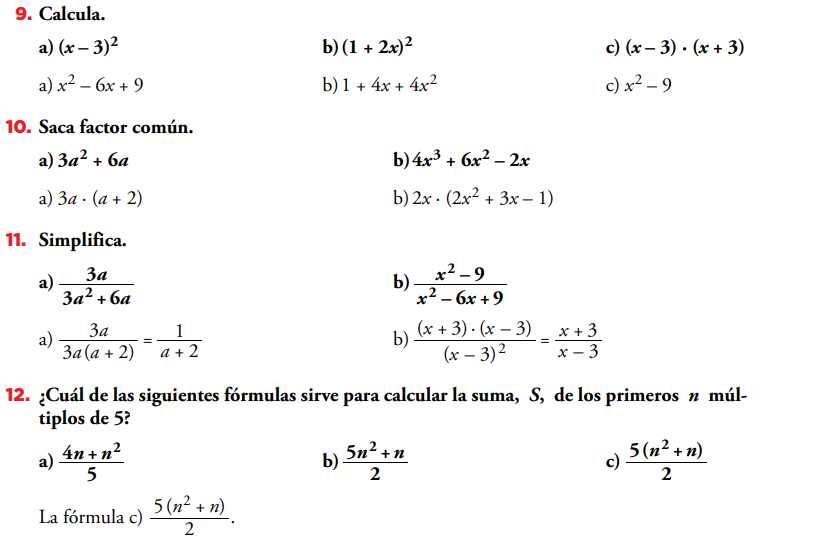 9. Calcula.
a) (x – 3)² b) (1 + 2x)² c) (x – 3) · (x + 3)
a) x² – 6x + 9 b) 1 + 4x + 4x² c) x² – 9
10. Saca factor común.
a) 3a² + 6a b) 4x³ + 6x² – 2x
a) 3a · (a + 2) b) 2x · (2x² + 3x – 1)
11. Simplifica.
a) 3a / (3a² + 6a) b) (x² – 9) / (x² – 6x + 9)
a) 3a / (3a(a + 2)) = 1 / (a + 2) b) ((x + 3) · (x – 3)) / (x – 3)² = (x + 3) / (x – 3)
12. ¿Cuál de las siguientes fórmulas sirve para calcular la suma, S, de los primeros n múl-
tiplos de 5?
a) (4n + n²) / 5 b) (5n² + n) / 2 c) 5(n² + n) / 2
La fórmula c) 5(n² + n) / 2.